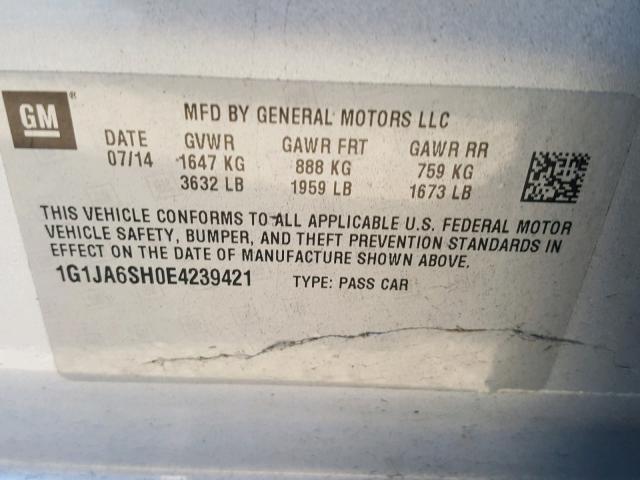 GM®
MFD BY GENERAL MOTORS LLC
DATE GVWR GAWR FRT GAWR RR
07/14 1647 KG 888 KG 759 KG
3632 LB 1959 LB 1673 LB
THIS VEHICLE CONFORMS TO ALL APPLICABLE U.S. FEDERAL MOTOR
VEHICLE SAFETY, BUMPER, AND THEFT PREVENTION STANDARDS IN
EFFECT ON THE DATE OF MANUFACTURE SHOWN ABOVE.
1G1JA6SH0E4239421 TYPE: PASS CAR